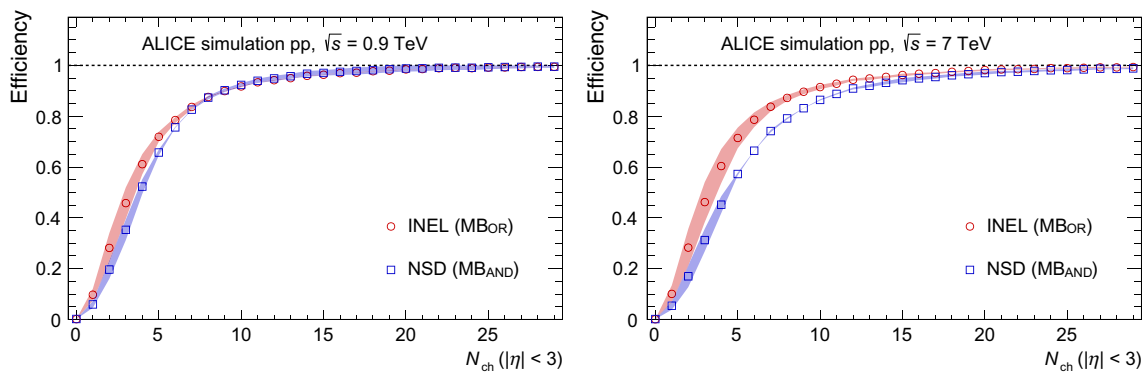 Efficiency
ALICE simulation pp, √s = 0.9 TeV
1
0.8
0.6
0.4
0.2
0
INEL (MBOR)
NSD (MBAND)
0 5 10 15 20 25
Nch (|η| < 3)
Efficiency
ALICE simulation pp, √s = 7 TeV
1
0.8
0.6
0.4
0.2
0
INEL (MBOR)
NSD (MBAND)
0 5 10 15 20 25
Nch (|η| < 3)